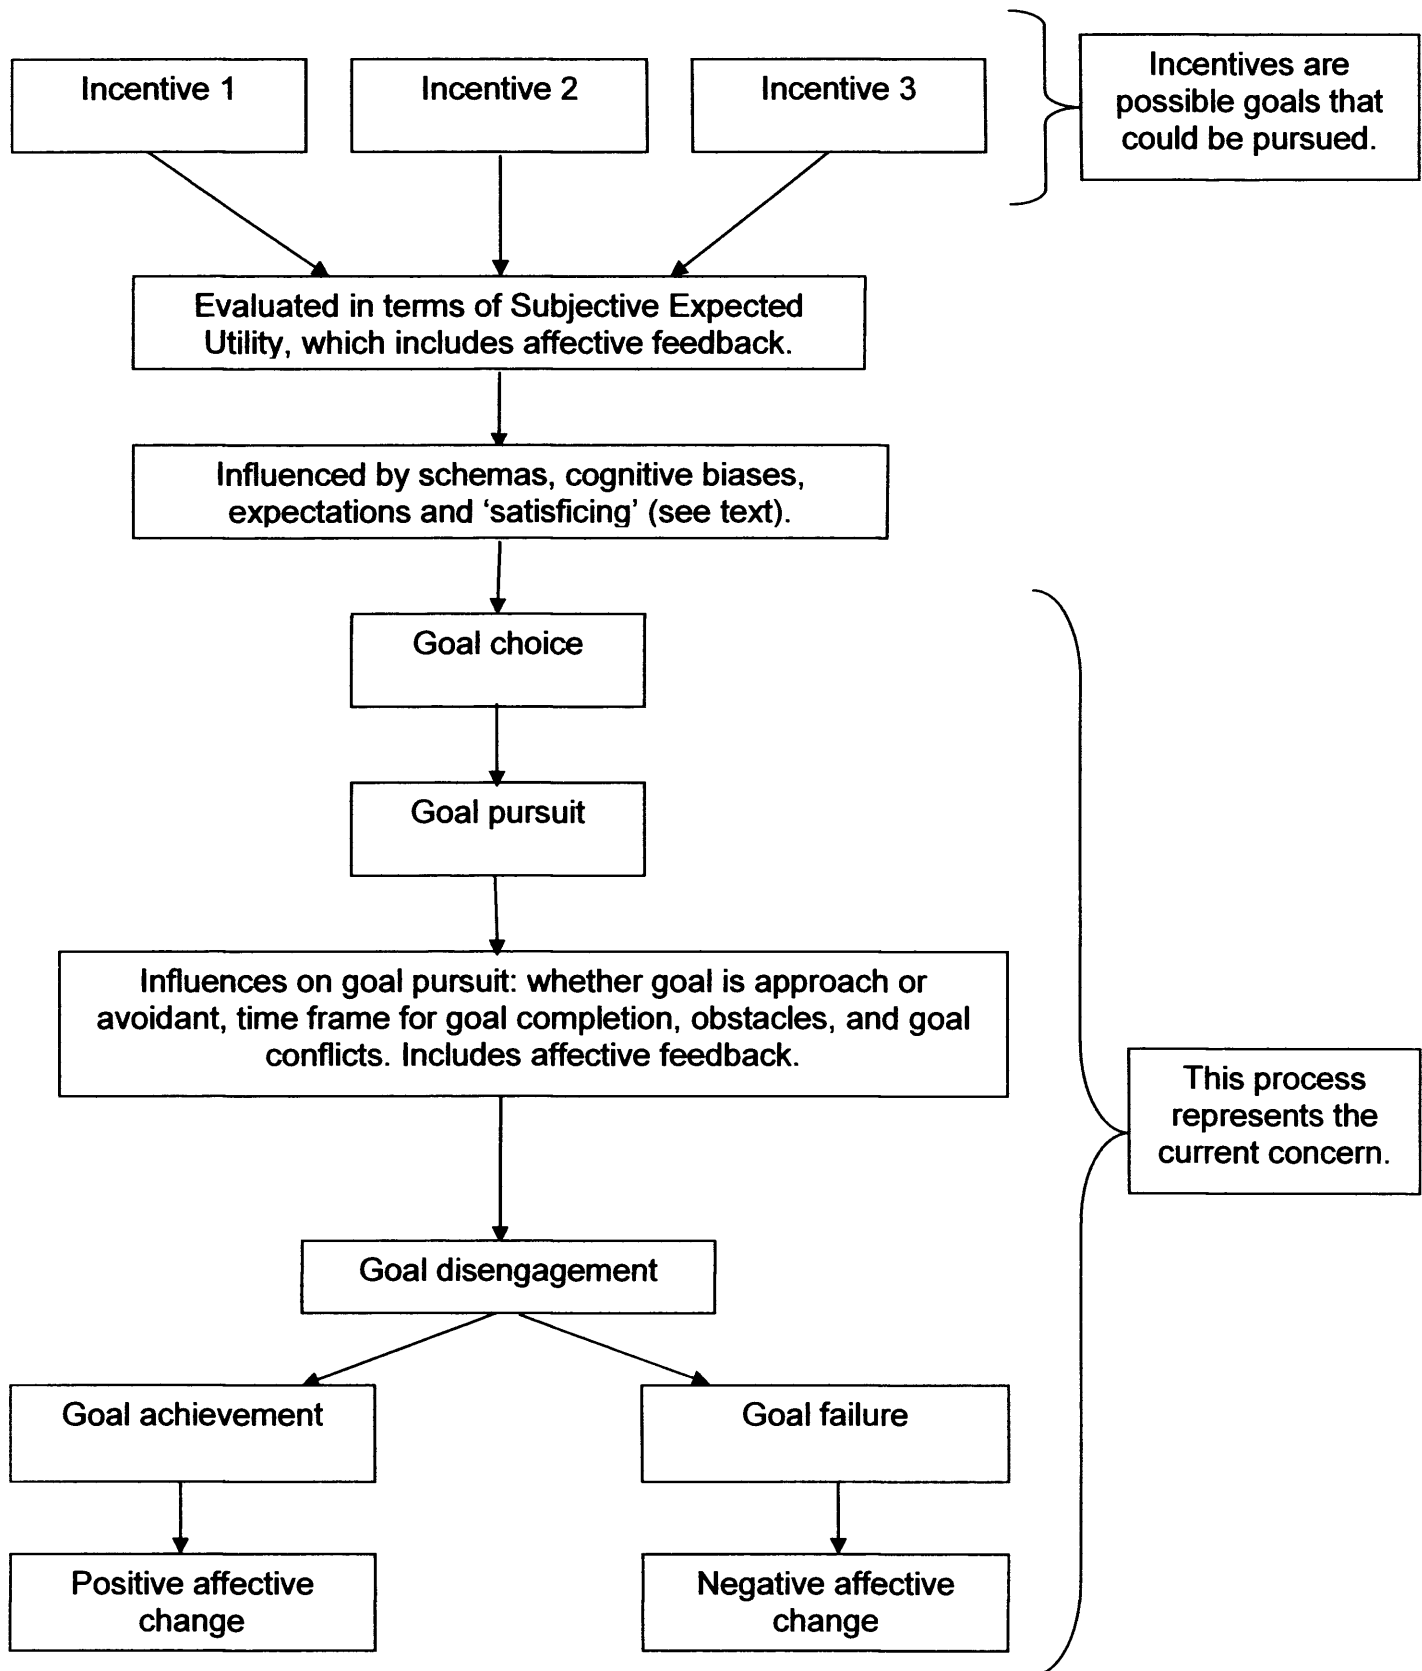 Incentive 1
Incentive 2
Incentive 3
Incentives are
possible goals that
could be pursued.
Evaluated in terms of Subjective Expected
Utility, which includes affective feedback.
Influenced by schemas, cognitive biases,
expectations and ‘satisficing’ (see text).
Goal choice
Goal pursuit
Influences on goal pursuit: whether goal is approach or
avoidant, time frame for goal completion, obstacles, and goal
conflicts. Includes affective feedback.
This process
represents the
current concern.
Goal disengagement
Goal achievement
Goal failure
Positive affective
change
Negative affective
change